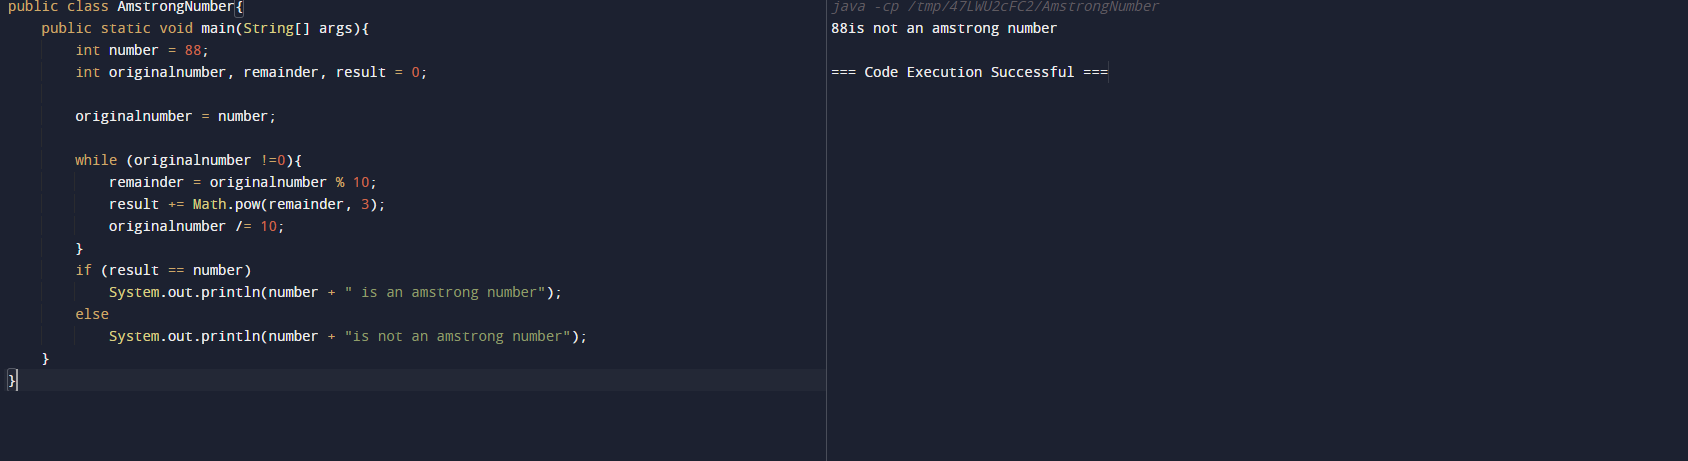 public class AmstrongNumber{
public static void main(String[] args){
int number = 88;
int originalnumber, remainder, result = 0;
originalnumber = number;
while (originalnumber !=0){
remainder = originalnumber % 10;
result += Math.pow(remainder, 3);
originalnumber /= 10;
}
if (result == number)
System.out.println(number + " is an amstrong number");
else
System.out.println(number + "is not an amstrong number");
}
}
java -cp /tmp/47LWU2cFC2/AmstrongNumber
88is not an amstrong number
=== Code Execution Successful ===